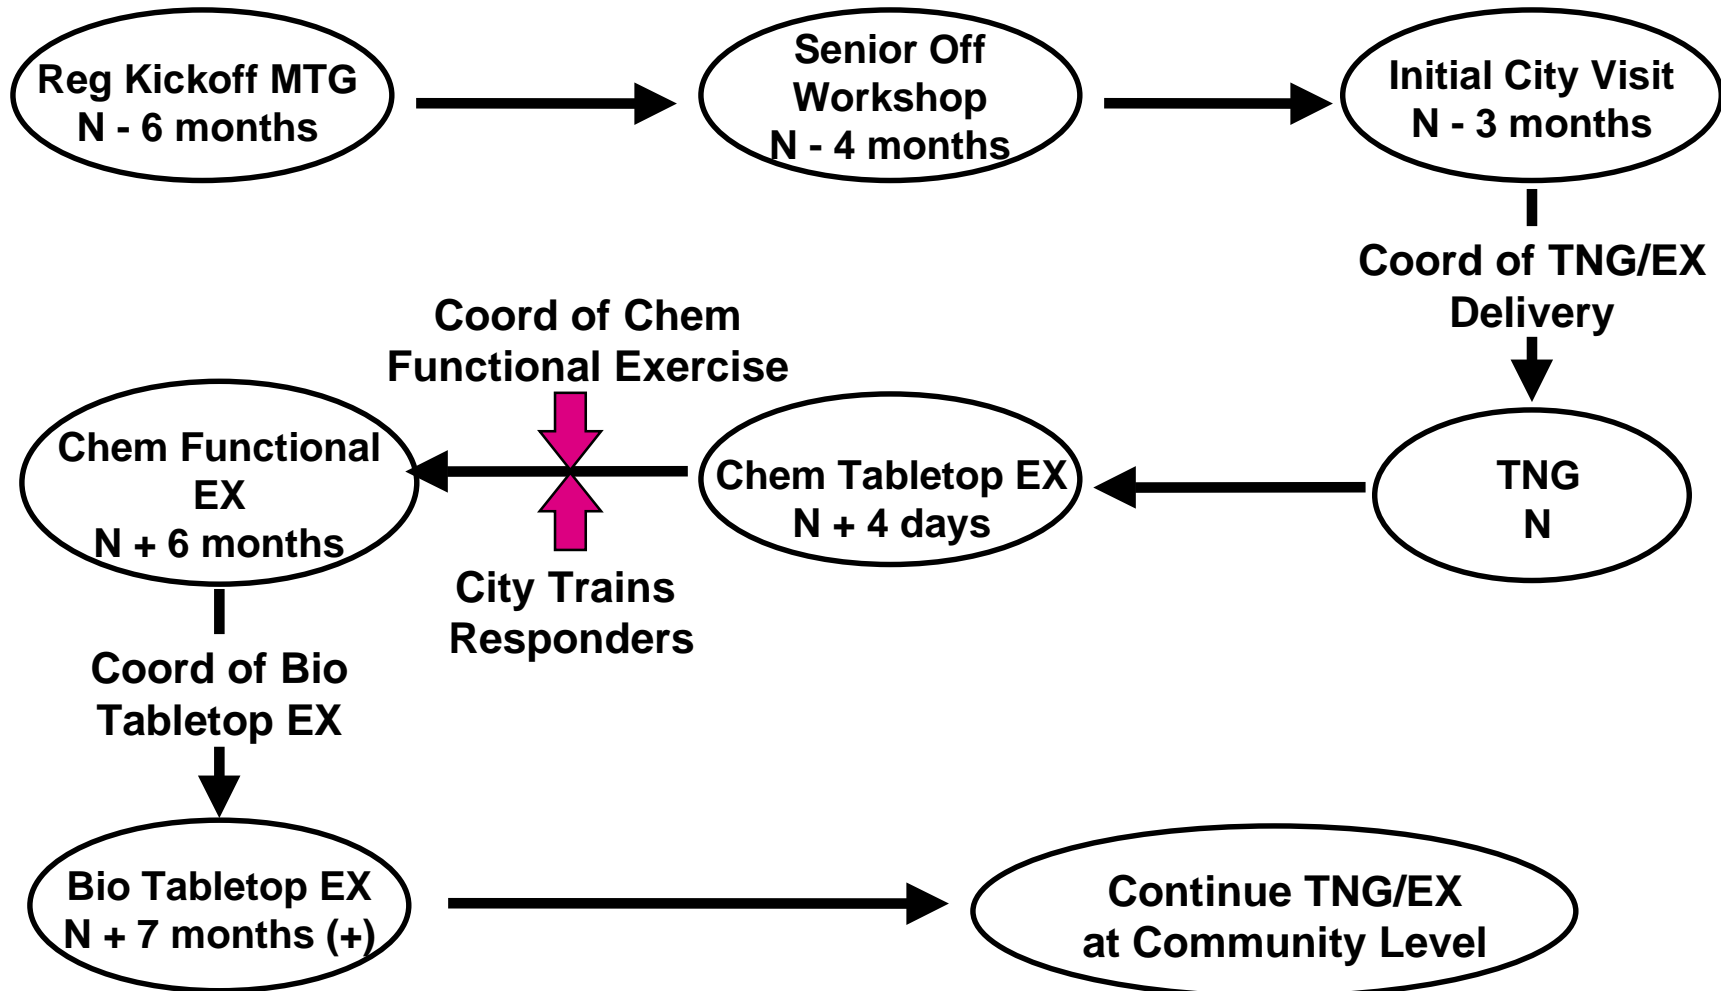 Reg Kickoff MTG
N - 6 months
Senior Off
Workshop
N - 4 months
Initial City Visit
N - 3 months
Coord of TNG/EX
Delivery
TNG
N
Chem Tabletop EX
N + 4 days
Coord of Chem
Functional Exercise
City Trains
Responders
Chem Functional
EX
N + 6 months
Coord of Bio
Tabletop EX
Bio Tabletop EX
N + 7 months (+)
Continue TNG/EX
at Community Level